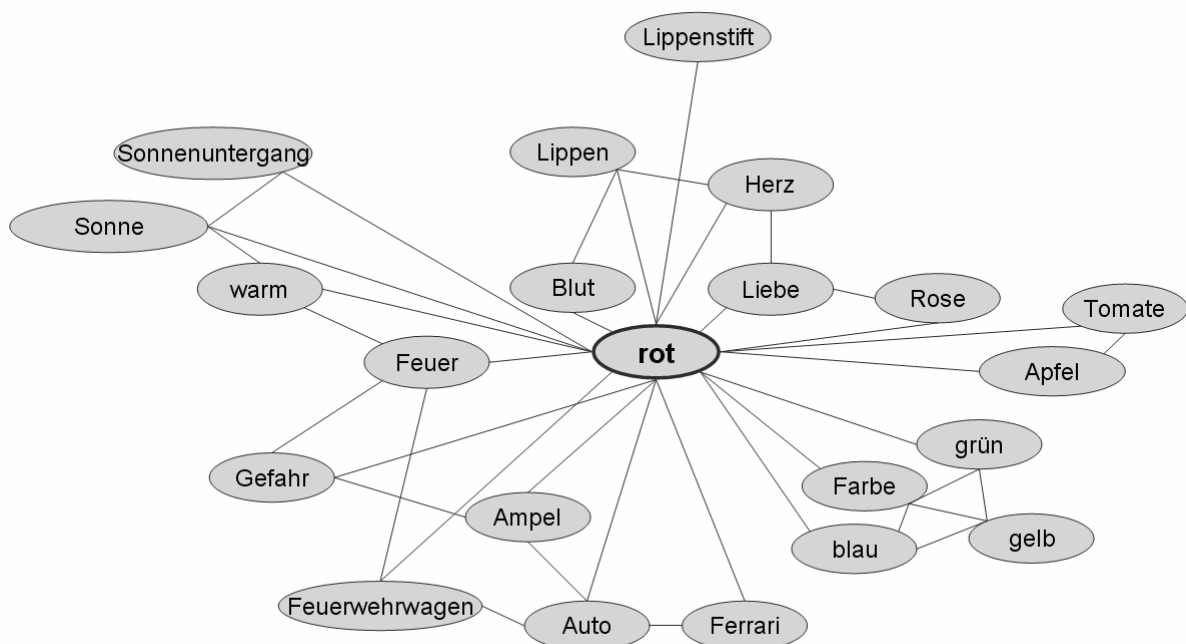 Lippenstift
Sonnenuntergang
Lippen
Herz
Sonne
warm
Blut
Liebe
Rose
Tomate
rot
Feuer
Apfel
grün
Gefahr
Farbe
Ampel
gelb
blau
Feuerwehrwagen
Auto
Ferrari